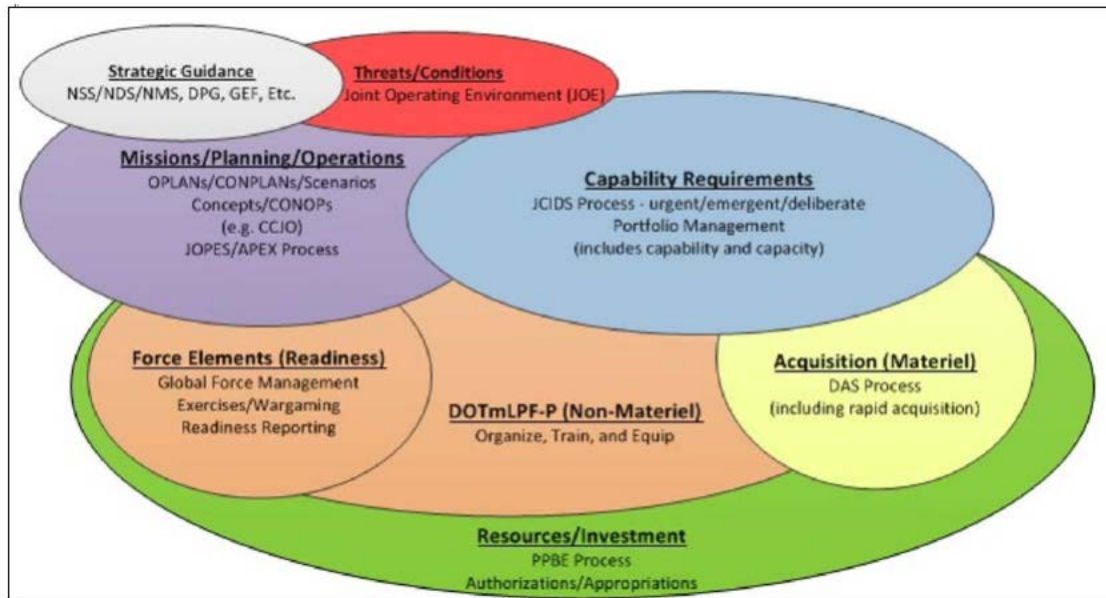 Strategic Guidance
NSS/NDS/NMS, DPG, GEF, Etc.
Threats/Conditions
Joint Operating Environment (JOE)
Missions/Planning/Operations
OPLANs/CONPLANs/Scenarios
Concepts/CONOPs
(e.g. CCJO)
JOPES/APEX Process
Capability Requirements
JCIDS Process - urgent/emergent/deliberate
Portfolio Management
(includes capability and capacity)
Force Elements (Readiness)
Global Force Management
Exercises/Wargaming
Readiness Reporting
DOTmLPF-P (Non-Materiel)
Organize, Train, and Equip
Acquisition (Materiel)
DAS Process
(including rapid acquisition)
Resources/Investment
PPBE Process
Authorizations/Appropriations